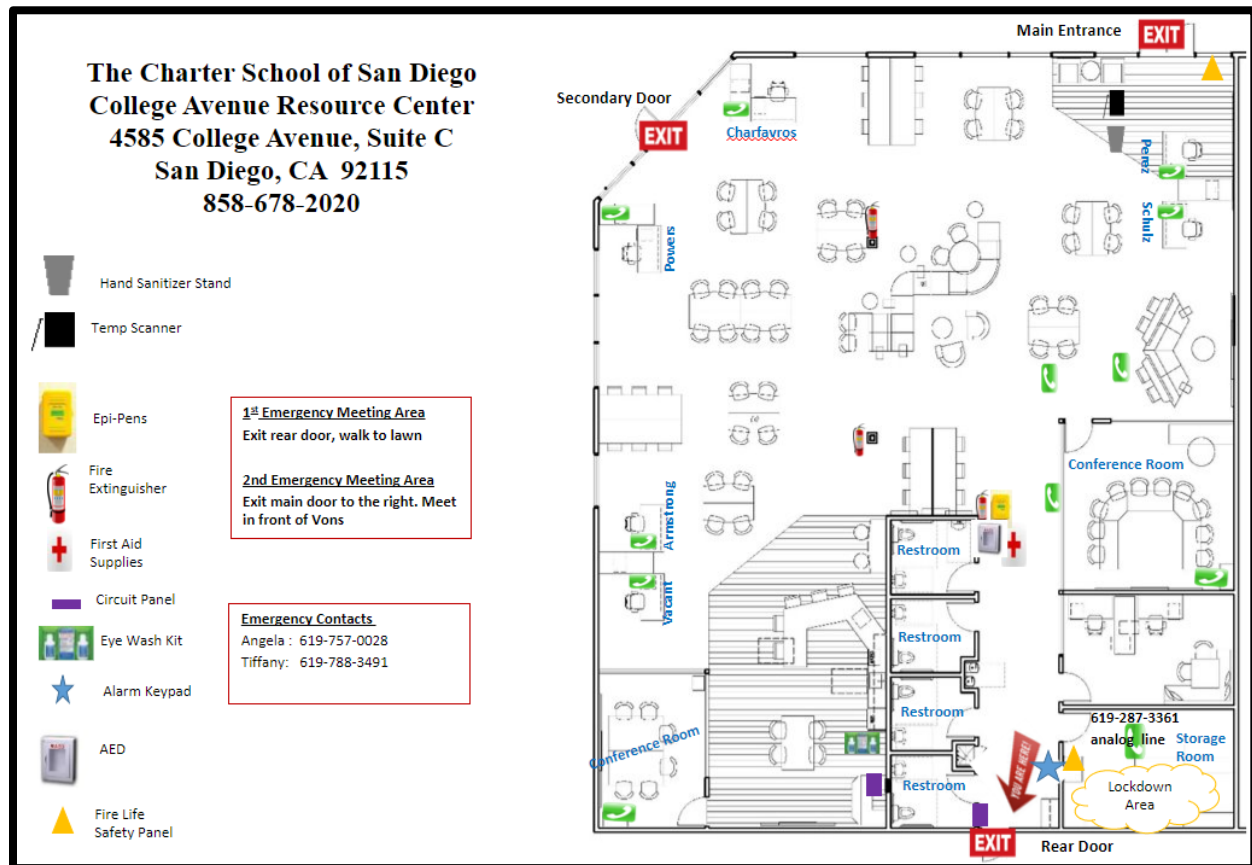 The Charter School of San Diego
College Avenue Resource Center
4585 College Avenue, Suite C
San Diego, CA  92115
858-678-2020
Hand Sanitizer Stand
Temp Scanner
Epi-Pens
Fire
Extinguisher
First Aid
Supplies
Circuit Panel
Eye Wash Kit
Alarm Keypad
AED
Fire Life
Safety Panel
1st Emergency Meeting Area
Exit rear door, walk to lawn
2nd Emergency Meeting Area
Exit main door to the right. Meet
in front of Vons
Emergency Contacts
Angela :  619-757-0028
Tiffany:   619-788-3491
Main Entrance
EXIT
Secondary Door
EXIT
Charfavros
Perez
Schulz
Powers
Conference Room
Armstrong
Vacant
Restroom
Restroom
Restroom
Restroom
Conference Room
619-287-3361
analog line
Storage
Room
YOU ARE HERE!
Lockdown
Area
EXIT
Rear Door